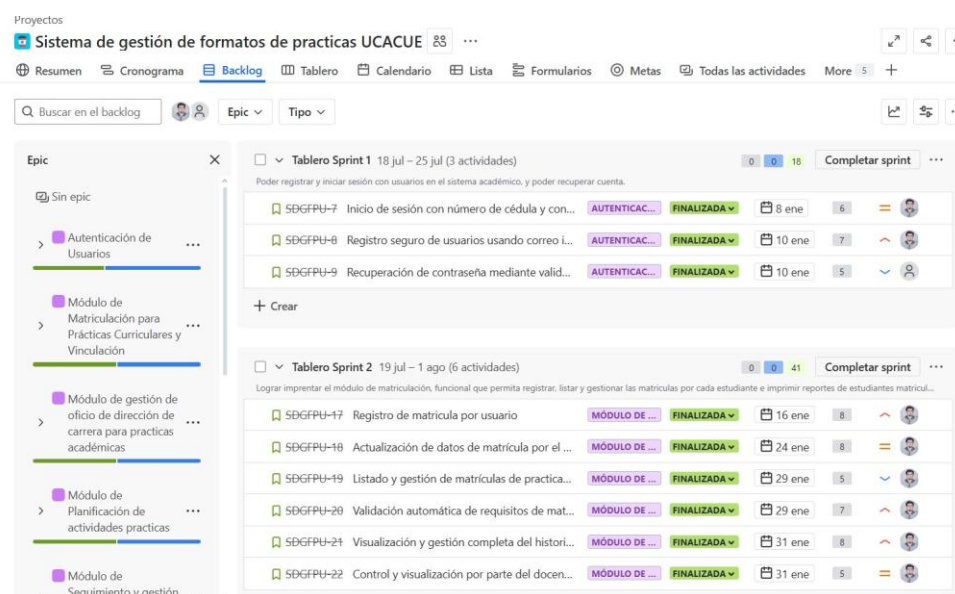 Proyectos
Sistema de gestión de formatos de practicas UCACUE
Resumen Cronograma Backlog Tablero Calendario Lista Formularios Metas Todas las actividades More 5
Buscar en el backlog Epic Tipo
Epic
Sin epic
Autenticación de
Usuarios
Módulo de
Matriculación para
Prácticas Curriculares y
Vinculación
Módulo de gestión de
oficio de dirección de
carrera para practicas
académicas
Módulo de
Planificación de
actividades practicas
Módulo de
Seguimiento y gestión
Tablero Sprint 1 18 jul – 25 jul (3 actividades) 0 0 18 Completar sprint
Poder registrar y iniciar sesión con usuarios en el sistema académico, y poder recuperar cuenta.
SDGFPU-7 Inicio de sesión con número de cédula y con... AUTENTICAC... FINALIZADA 8 ene 6
SDGFPU-8 Registro seguro de usuarios usando correo i... AUTENTICAC... FINALIZADA 10 ene 7
SDGFPU-9 Recuperación de contraseña mediante valid... AUTENTICAC... FINALIZADA 10 ene 5
Crear
Tablero Sprint 2 19 jul – 1 ago (6 actividades) 0 0 41 Completar sprint
Lograr imprentar el módulo de matriculación, funcional que permita registrar, listar y gestionar las matriculas por cada estudiante e imprimir reportes de estudiantes matricul...
SDGFPU-17 Registro de matricula por usuario MÓDULO DE ... FINALIZADA 16 ene 8
SDGFPU-18 Actualización de datos de matrícula por el ... MÓDULO DE ... FINALIZADA 24 ene 8
SDGFPU-19 Listado y gestión de matrículas de practica... MÓDULO DE ... FINALIZADA 29 ene 5
SDGFPU-20 Validación automática de requisitos de mat... MÓDULO DE ... FINALIZADA 29 ene 7
SDGFPU-21 Visualización y gestión completa del histori... MÓDULO DE ... FINALIZADA 31 ene 8
SDGFPU-22 Control y visualización por parte del docen... MÓDULO DE ... FINALIZADA 31 ene 5